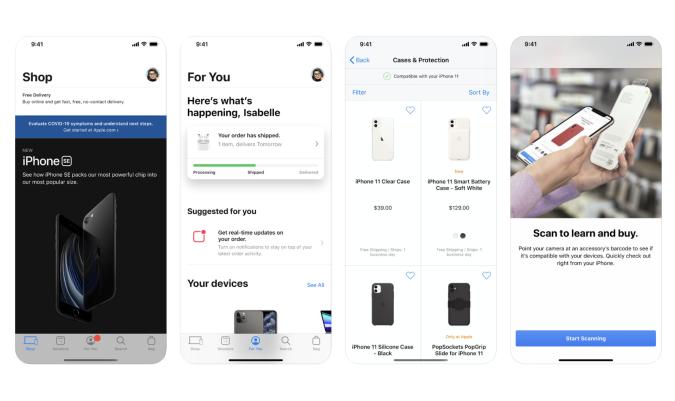 9:41
Shop
Free Delivery
Buy online and get fast, free, no-contact delivery.
Evaluate COVID-19 symptoms and understand next steps.
Get started at Apple.com ›
NEW
iPhone SE
See how iPhone SE packs our most powerful chip into
our most popular size.
Shop
Sessions
For You
Search
Bag
9:41
For You
Here's what's
happening, Isabelle
Your order has shipped.
1 item, delivers Tomorrow
Processing
Shipped
Delivered
Suggested for you
Get real-time updates on
your order.
Turn on notifications to stay on top of your
latest order activity.
Your devices
See All
Shop
Sessions
For You
Search
Bag
9:41
Back
Cases &
Protection
Compatible with your iPhone 11
Filter
Sort By
iPhone 11 Clear Case
$39.00
Free Shipping / Ships: 1
business day
New
iPhone 11 Smart Battery
Case - Soft White
$129.00
Free Shipping / Ships: 1
business day
iPhone 11 Silicone Case
- Black
Only at Apple
PopSockets PopGrip
Slide for iPhone 11
9:41
Scan to learn and buy.
Point your camera at an accessory's barcode to see if
it's compatible with your devices. Quickly check out
right from your iPhone.
Start Scanning